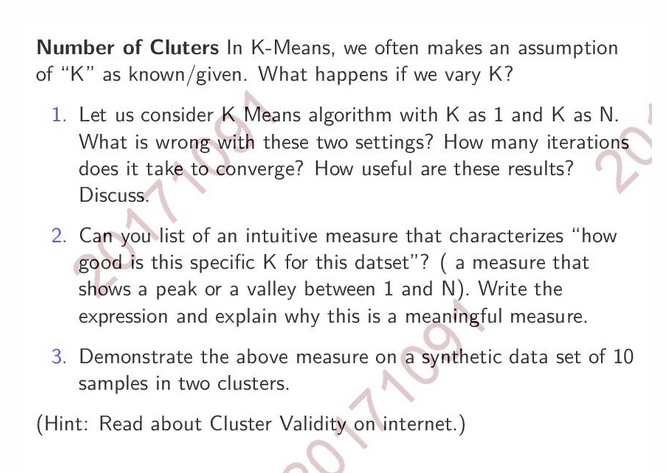 Number of Cluters In K-Means, we often makes an assumption
of “K” as known/given. What happens if we vary K?
1. Let us consider K Means algorithm with K as 1 and K as N.
What is wrong with these two settings? How many iterations
does it take to converge? How useful are these results?
Discuss.
2. Can you list of an intuitive measure that characterizes “how
good is this specific K for this datset”? ( a measure that
shows a peak or a valley between 1 and N). Write the
expression and explain why this is a meaningful measure.
3. Demonstrate the above measure on a synthetic data set of 10
samples in two clusters.
(Hint: Read about Cluster Validity on internet.)
20171091
201
20171091